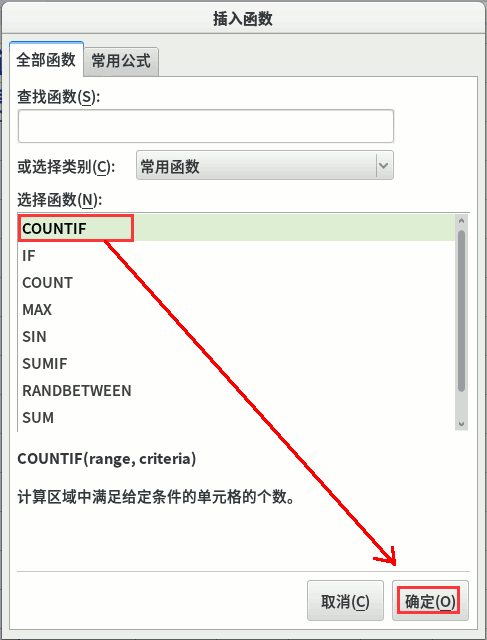 插入函数
全部函数 常用公式
查找函数(S):
或选择类别(C): 常用函数
选择函数(N):
COUNTIF
IF
COUNT
MAX
SIN
SUMIF
RANDBETWEEN
SUM
COUNTIF(range, criteria)
计算区域中满足给定条件的单元格的个数。
取消(C) 确定(O)